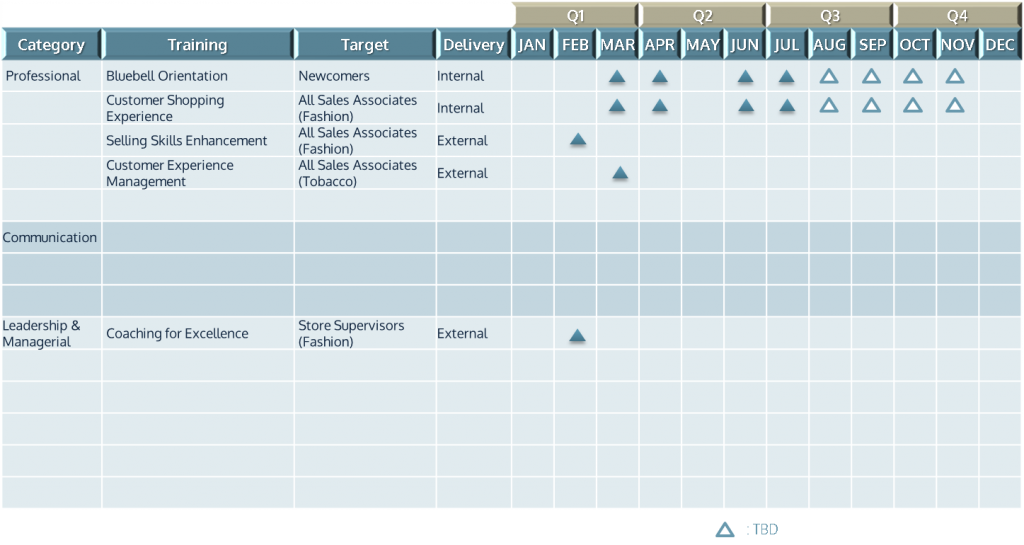 Q1 Q2 Q3 Q4
Category Training Target Delivery JAN FEB MAR APR MAY JUN JUL AUG SEP OCT NOV DEC
Professional Bluebell Orientation Newcomers Internal
Customer Shopping All Sales Associates
Experience (Fashion) Internal
Selling Skills Enhancement All Sales Associates
(Fashion) External
Customer Experience All Sales Associates
Management (Tobacco) External
Communication
Leadership & Coaching for Excellence Store Supervisors
Managerial (Fashion) External
: TBD